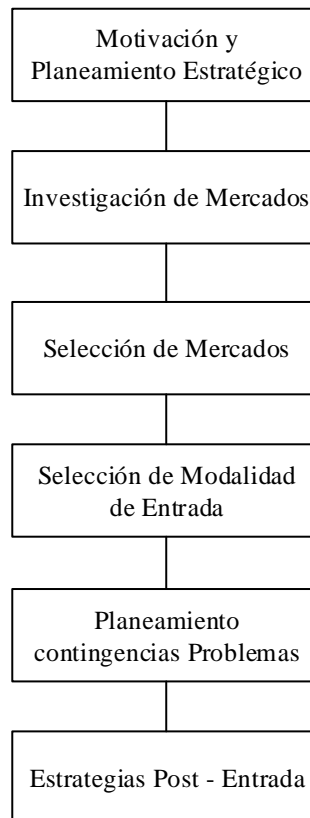 Motivación y
Planeamiento Estratégico
Investigación de Mercados
Selección de Mercados
Selección de Modalidad
de Entrada
Planeamiento
contingencias Problemas
Estrategias Post - Entrada